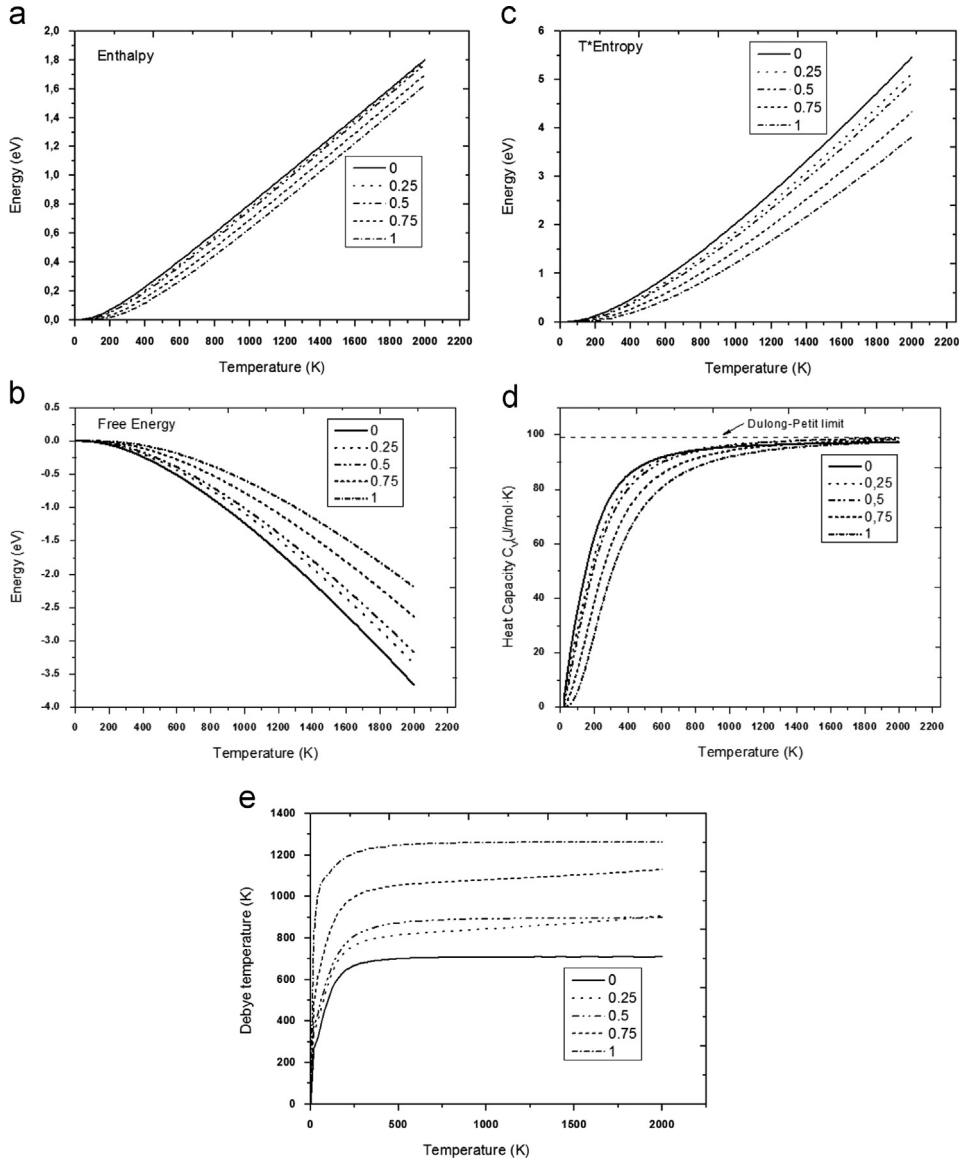 a
Enthalpy
Energy (eV)
1,8
1,6
1,4
1,2
1,0
0,8
0,6
0,4
0,2
0,0
0 200 400 600 800 1000 1200 1400 1600 1800 2000 2200
Temperature (K)
0
0.25
0.5
0.75
1
c
T*Entropy
Energy (eV)
6
5
4
3
2
1
0
0 200 400 600 800 1000 1200 1400 1600 1800 2000 2200
Temperature (K)
0
0.25
0.5
0.75
1
b
Free Energy
Energy (eV)
0.5
0.0
-0.5
-1.0
-1.5
-2.0
-2.5
-3.0
-3.5
-4.0
0 200 400 600 800 1000 1200 1400 1600 1800 2000 2200
Temperature (K)
0
0.25
0.5
0.75
1
d
Dulong-Petit limit
Heat Capacity Cv(J/mol·K)
100
80
60
40
20
0
0 200 400 600 800 1000 1200 1400 1600 1800 2000 2200
Temperature (K)
0
0,25
0,5
0,75
1
e
Debye temperature (K)
1400
1200
1000
800
600
400
200
0
0 500 1000 1500 2000
Temperature (K)
0
0.25
0.5
0.75
1